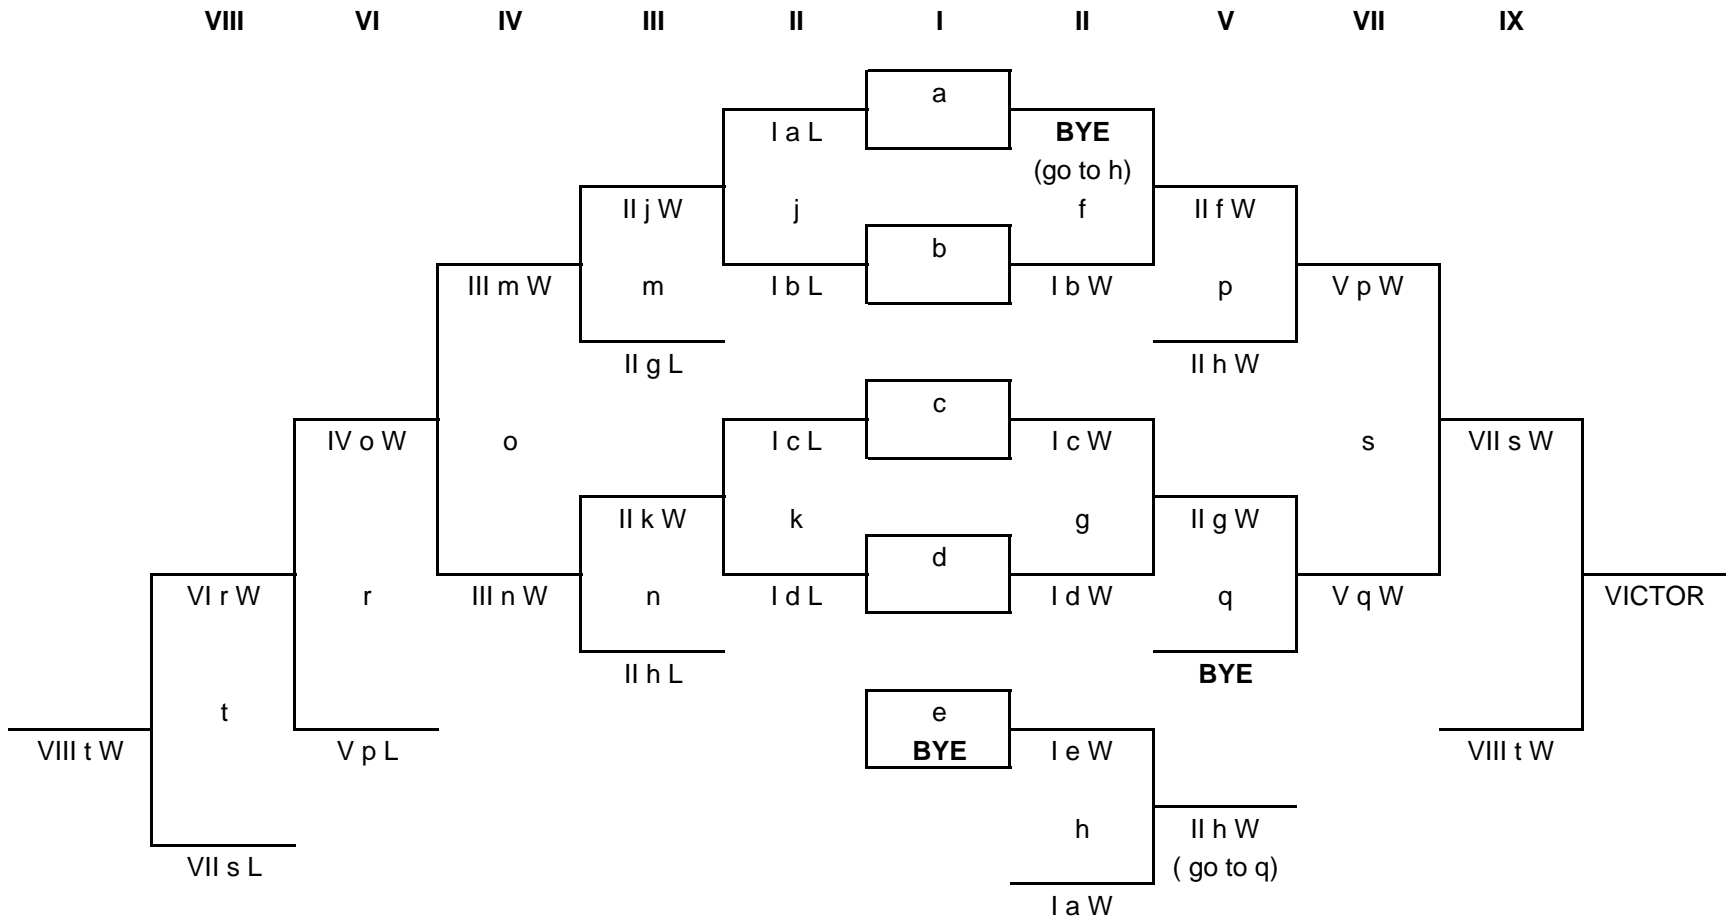 VIII VI IV III II I II V VII IX
a
I a L BYE
(go to h)
II j W j f II f W
b
III m W m I b L I b W p V p W
II g L II h W
c
IV o W o I c L I c W s VII s W
II k W k g II g W
d
VI r W r III n W n I d L I d W q V q W VICTOR
II h L BYE
t e
VIII t W V p L BYE I e W VIII t W
h II h W
VII s L ( go to q)
I a W